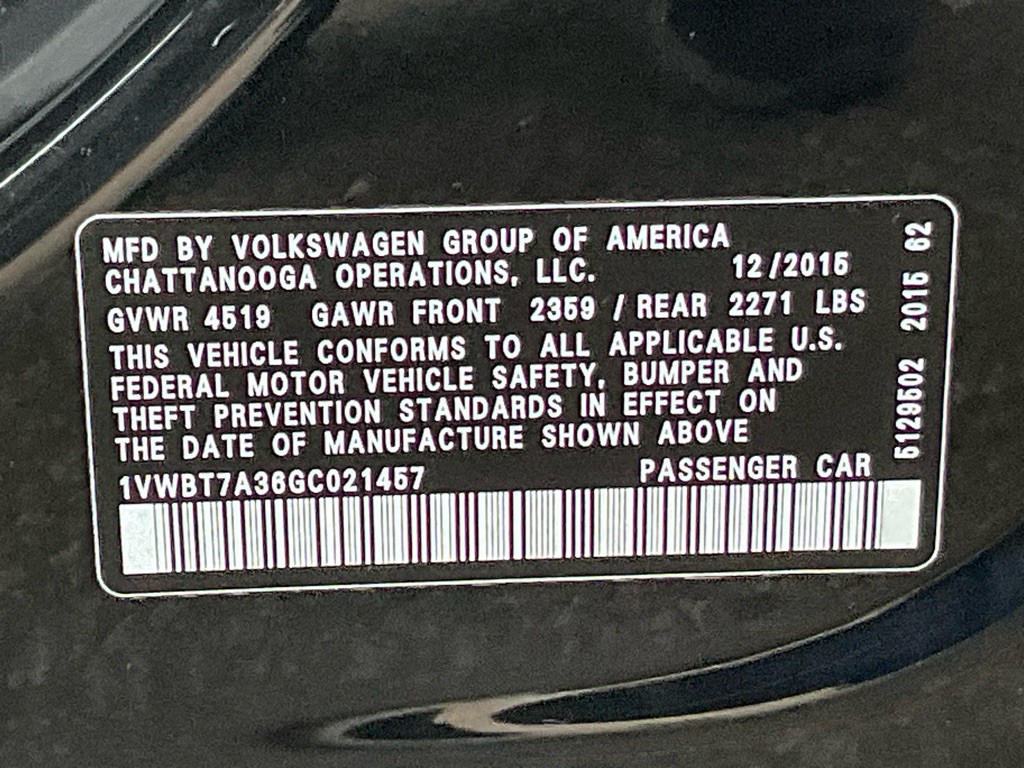 MFD BY VOLKSWAGEN GROUP OF AMERICA
CHATTANOOGA OPERATIONS, LLC. 12/2015
GVWR 4519 GAWR FRONT 2359 / REAR 2271 LBS
THIS VEHICLE CONFORMS TO ALL APPLICABLE U.S.
FEDERAL MOTOR VEHICLE SAFETY, BUMPER AND
THEFT PREVENTION STANDARDS IN EFFECT ON
THE DATE OF MANUFACTURE SHOWN ABOVE
1VWBT7A36GC021457 PASSENGER CAR
5129502 2015 62